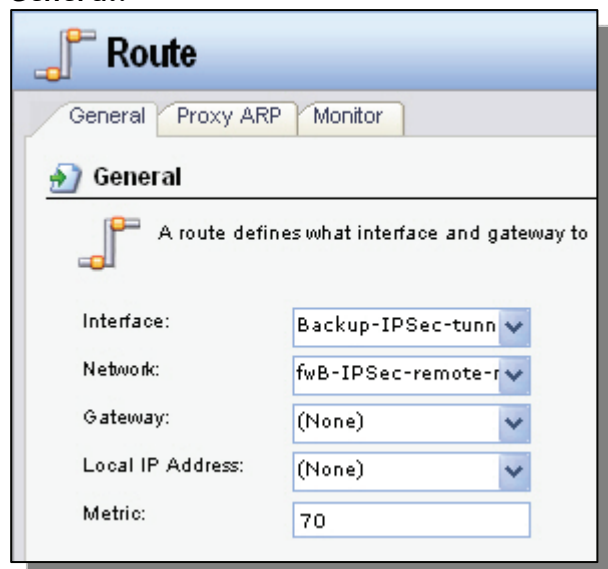 Route
General Proxy ARP Monitor
General
A route defines what interface and gateway to
Interface: Backup-IPSec-tunn
Network: fwB-IPSec-remote-
Gateway: (None)
Local IP Address: (None)
Metric: 70